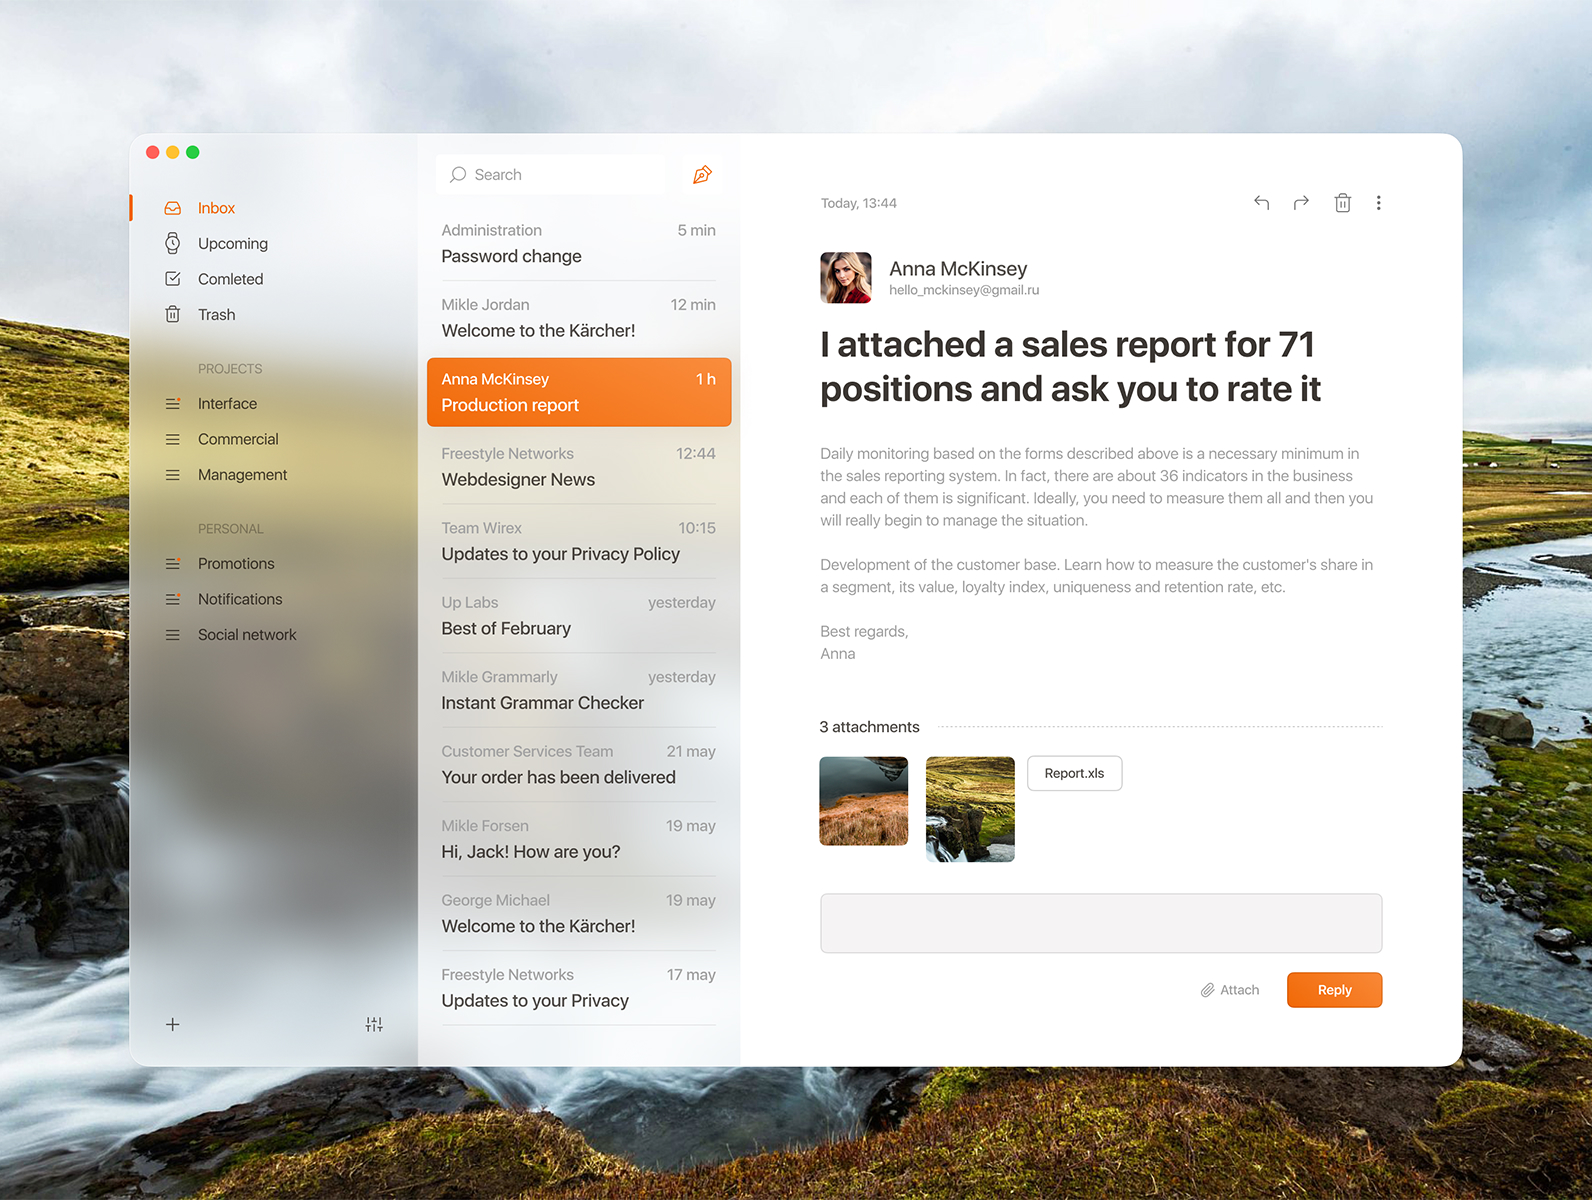 Inbox
Upcoming
Comleted
Trash
PROJECTS
Interface
Commercial
Management
PERSONAL
Promotions
Notifications
Social network
Search
Administration 5 min
Password change
Mikle Jordan 12 min
Welcome to the Kärcher!
Anna McKinsey 1 h
Production report
Freestyle Networks 12:44
Webdesigner News
Team Wirex 10:15
Updates to your Privacy Policy
Up Labs yesterday
Best of February
Mikle Grammarly yesterday
Instant Grammar Checker
Customer Services Team 21 may
Your order has been delivered
Mikle Forsen 19 may
Hi, Jack! How are you?
George Michael 19 may
Welcome to the Kärcher!
Freestyle Networks 17 may
Updates to your Privacy
Today, 13:44
Anna McKinsey
hello_mckinsey@gmail.ru
I attached a sales report for 71
positions and ask you to rate it
Daily monitoring based on the forms described above is a necessary minimum in
the sales reporting system. In fact, there are about 36 indicators in the business
and each of them is significant. Ideally, you need to measure them all and then you
will really begin to manage the situation.
Development of the customer base. Learn how to measure the customer's share in
a segment, its value, loyalty index, uniqueness and retention rate, etc.
Best regards,
Anna
3 attachments
Report.xls
Attach
Reply